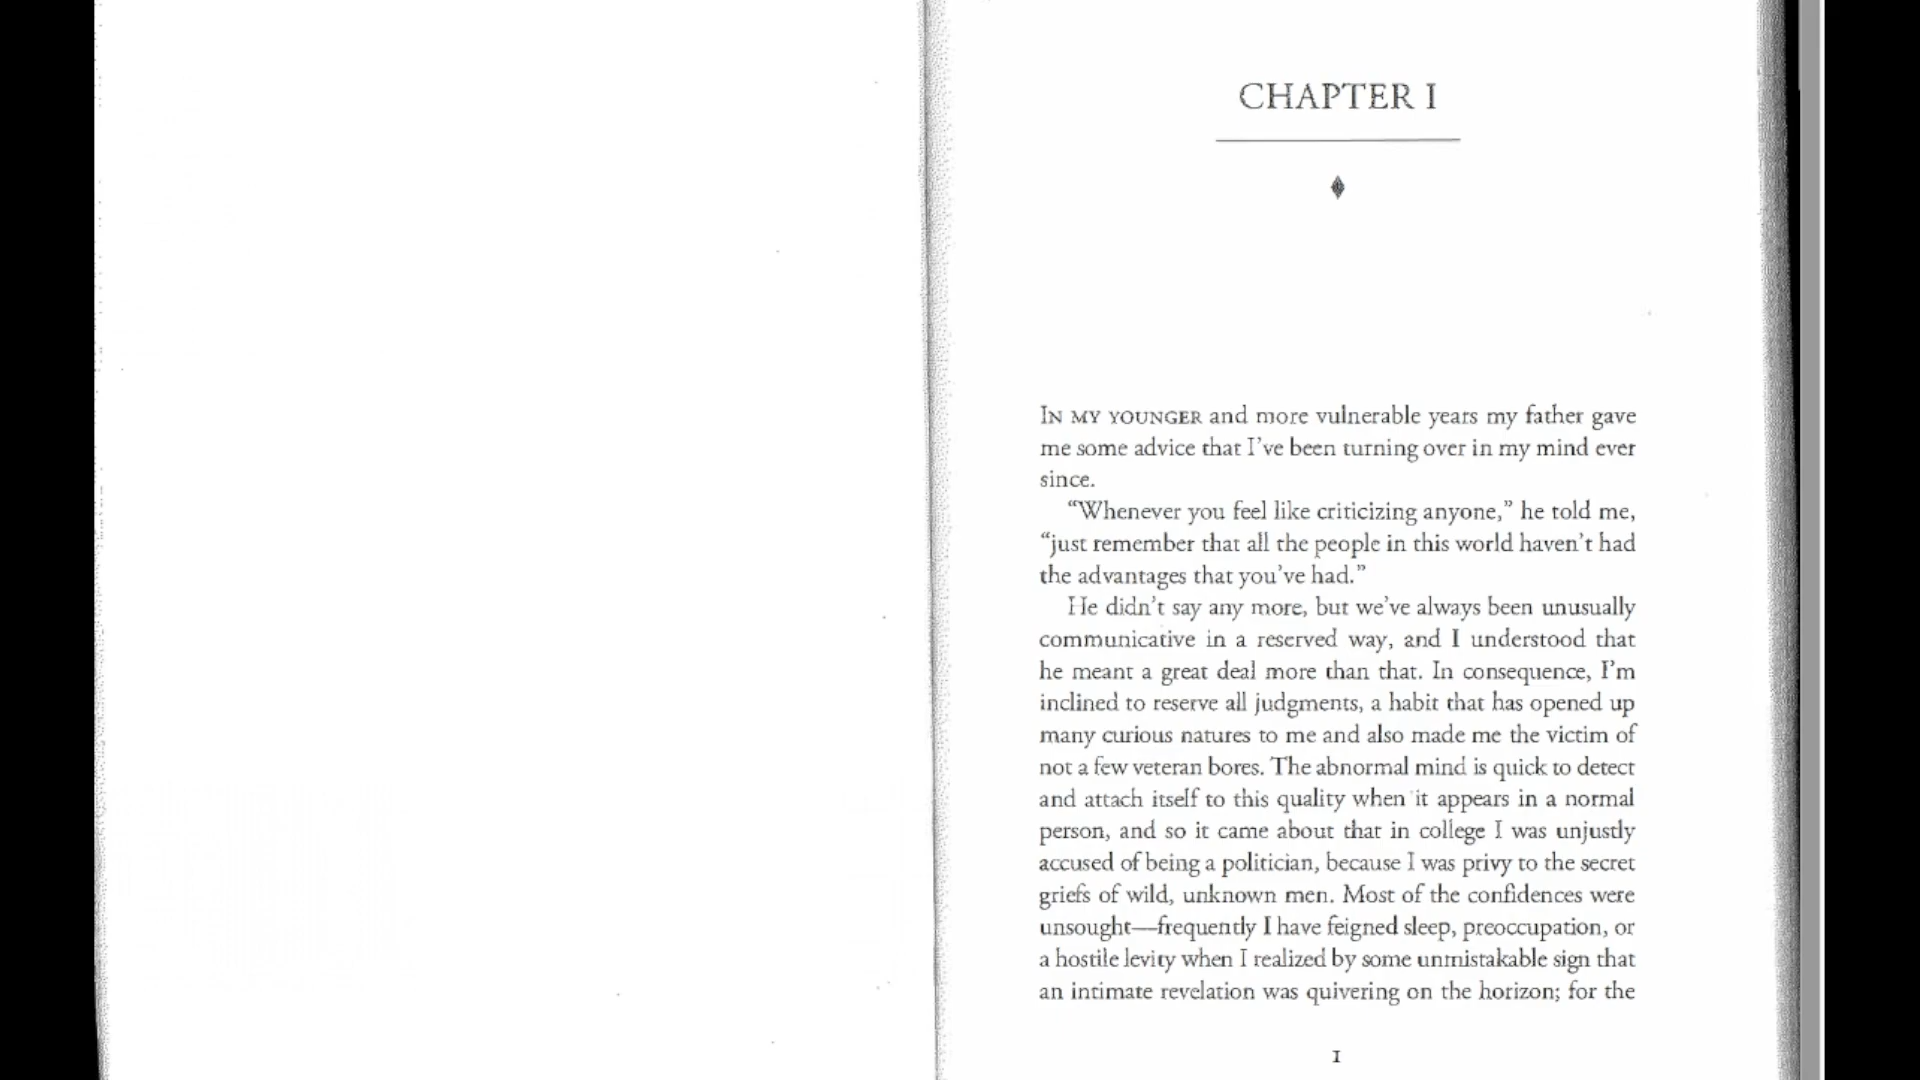 CHAPTER I
IN MY YOUNGER and more vulnerable years my father gave
me some advice that I've been turning over in my mind ever
since.
“Whenever you feel like criticizing anyone,” he told me,
“just remember that all the people in this world haven't had
the advantages that you've had.”
He didn't say any more, but we've always been unusually
communicative in a reserved way, and I understood that
he meant a great deal more than that. In consequence, I'm
inclined to reserve all judgments, a habit that has opened up
many curious natures to me and also made me the victim of
not a few veteran bores. The abnormal mind is quick to detect
and attach itself to this quality when it appears in a normal
person, and so it came about that in college I was unjustly
accused of being a politician, because I was privy to the secret
griefs of wild, unknown men. Most of the confidences were
unsought—frequently I have feigned sleep, preoccupation, or
a hostile levity when I realized by some unmistakable sign that
an intimate revelation was quivering on the horizon; for the
I